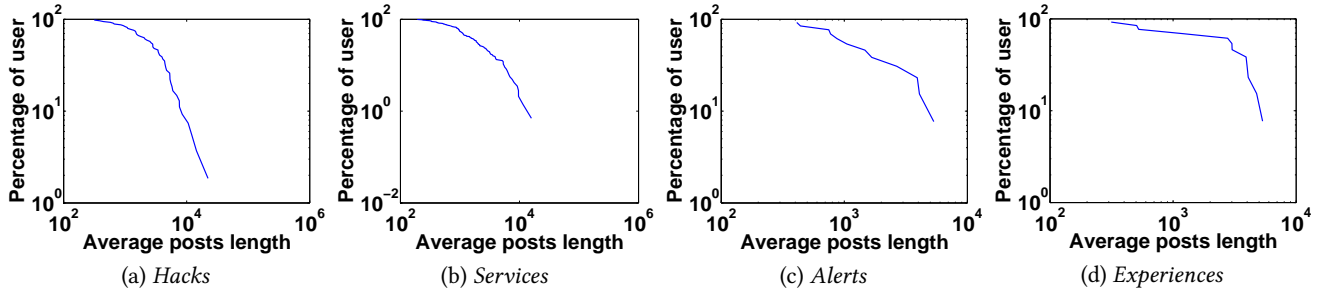 Percentage of user
10^2
10^1
10^0
10^2
10^4
10^6
Average posts length
(a) Hacks
Percentage of user
10^2
10^0
10^-2
10^2
10^4
10^6
Average posts length
(b) Services
Percentage of user
10^2
10^1
10^0
10^2
10^3
10^4
Average posts length
(c) Alerts
Percentage of user
10^2
10^1
10^0
10^2
10^3
10^4
Average posts length
(d) Experiences